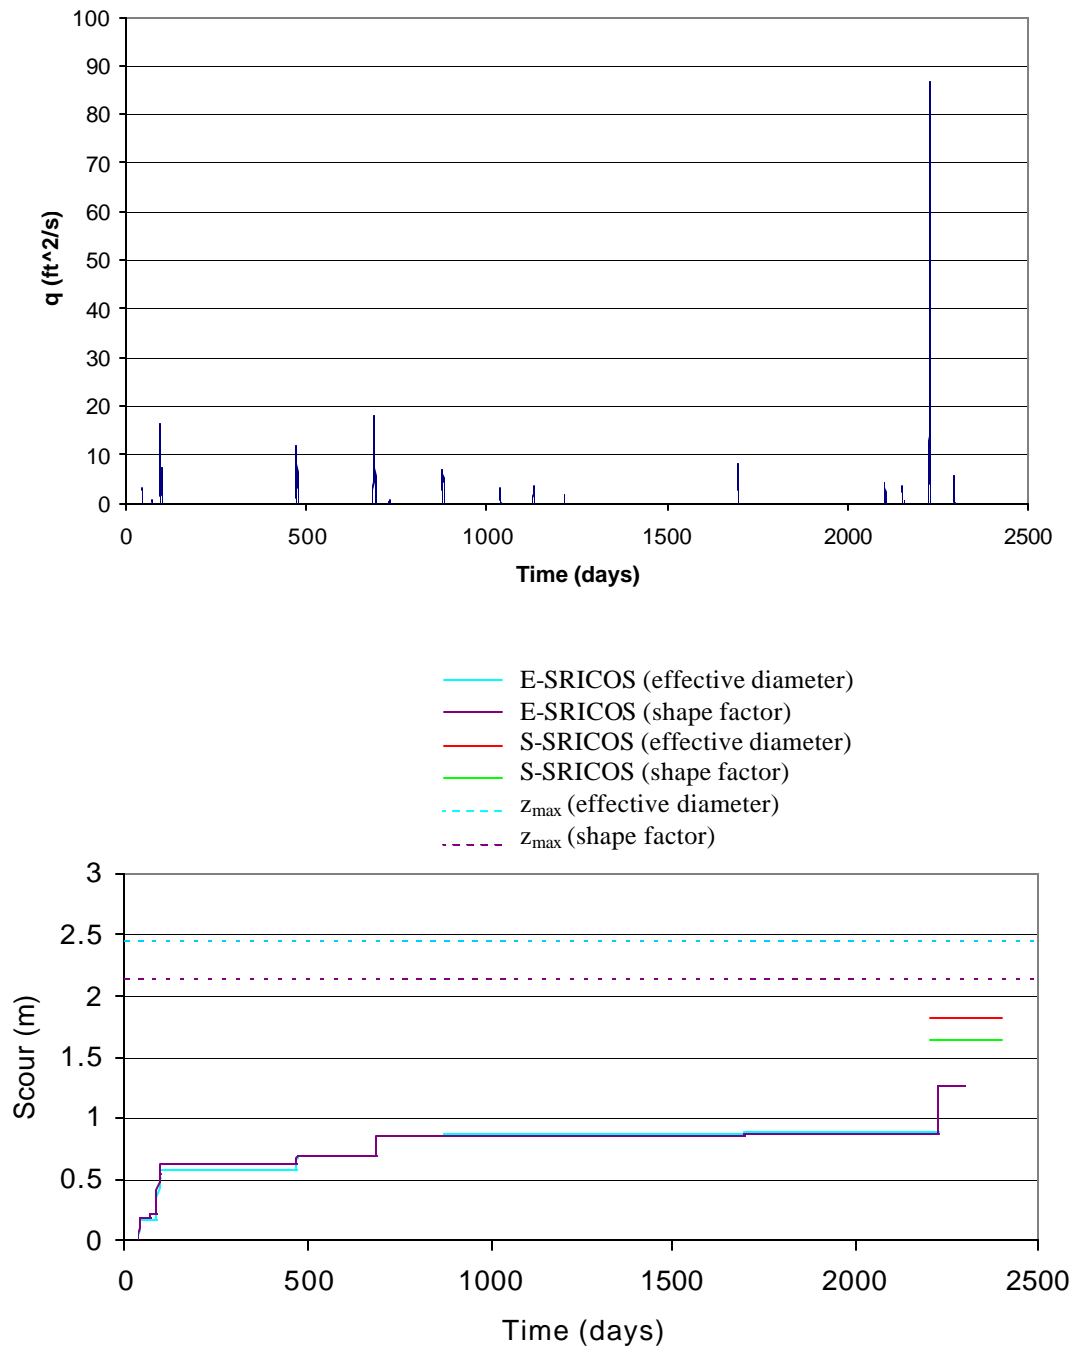 100
90
80
70
60
50
40
30
20
10
0
q (ft^2/s)
0 500 1000 1500 2000 2500
Time (days)
E-SRICOS (effective diameter)
E-SRICOS (shape factor)
S-SRICOS (effective diameter)
S-SRICOS (shape factor)
zmax (effective diameter)
zmax (shape factor)
3
2.5
2
1.5
1
0.5
0
Scour (m)
0 500 1000 1500 2000 2500
Time (days)